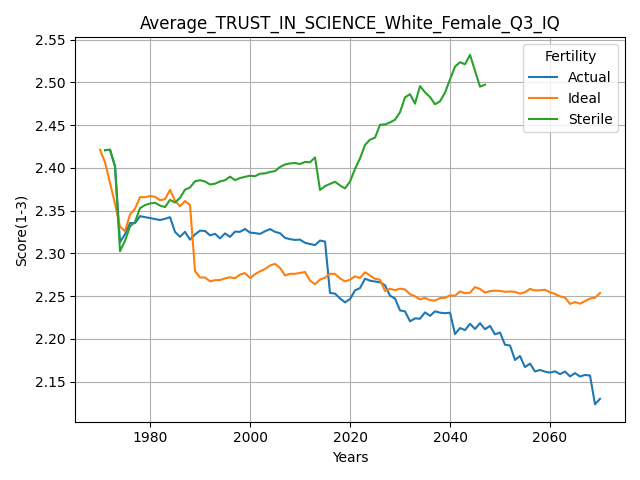 Average_TRUST_IN_SCIENCE_White_Female_Q3_IQ
Score(1-3)
2.55
2.50
2.45
2.40
2.35
2.30
2.25
2.20
2.15
Fertility
Actual
Ideal
Sterile
1980
2000
2020
2040
2060
Years